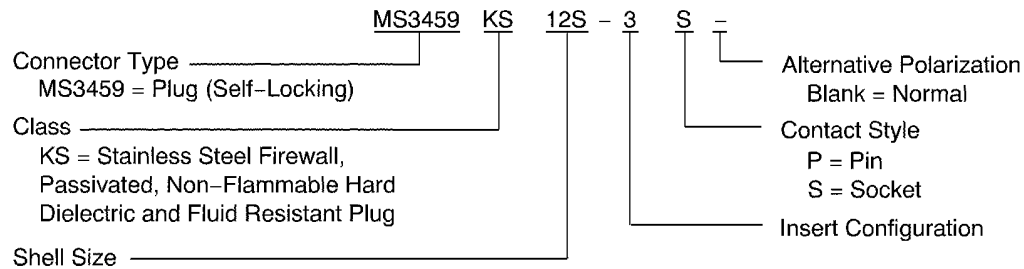 MS3459 KS 12S – 3 S –
Connector Type
MS3459 = Plug (Self–Locking)
Class
KS = Stainless Steel Firewall,
Passivated, Non–Flammable Hard
Dielectric and Fluid Resistant Plug
Shell Size
Alternative Polarization
Blank = Normal
Contact Style
P = Pin
S = Socket
Insert Configuration